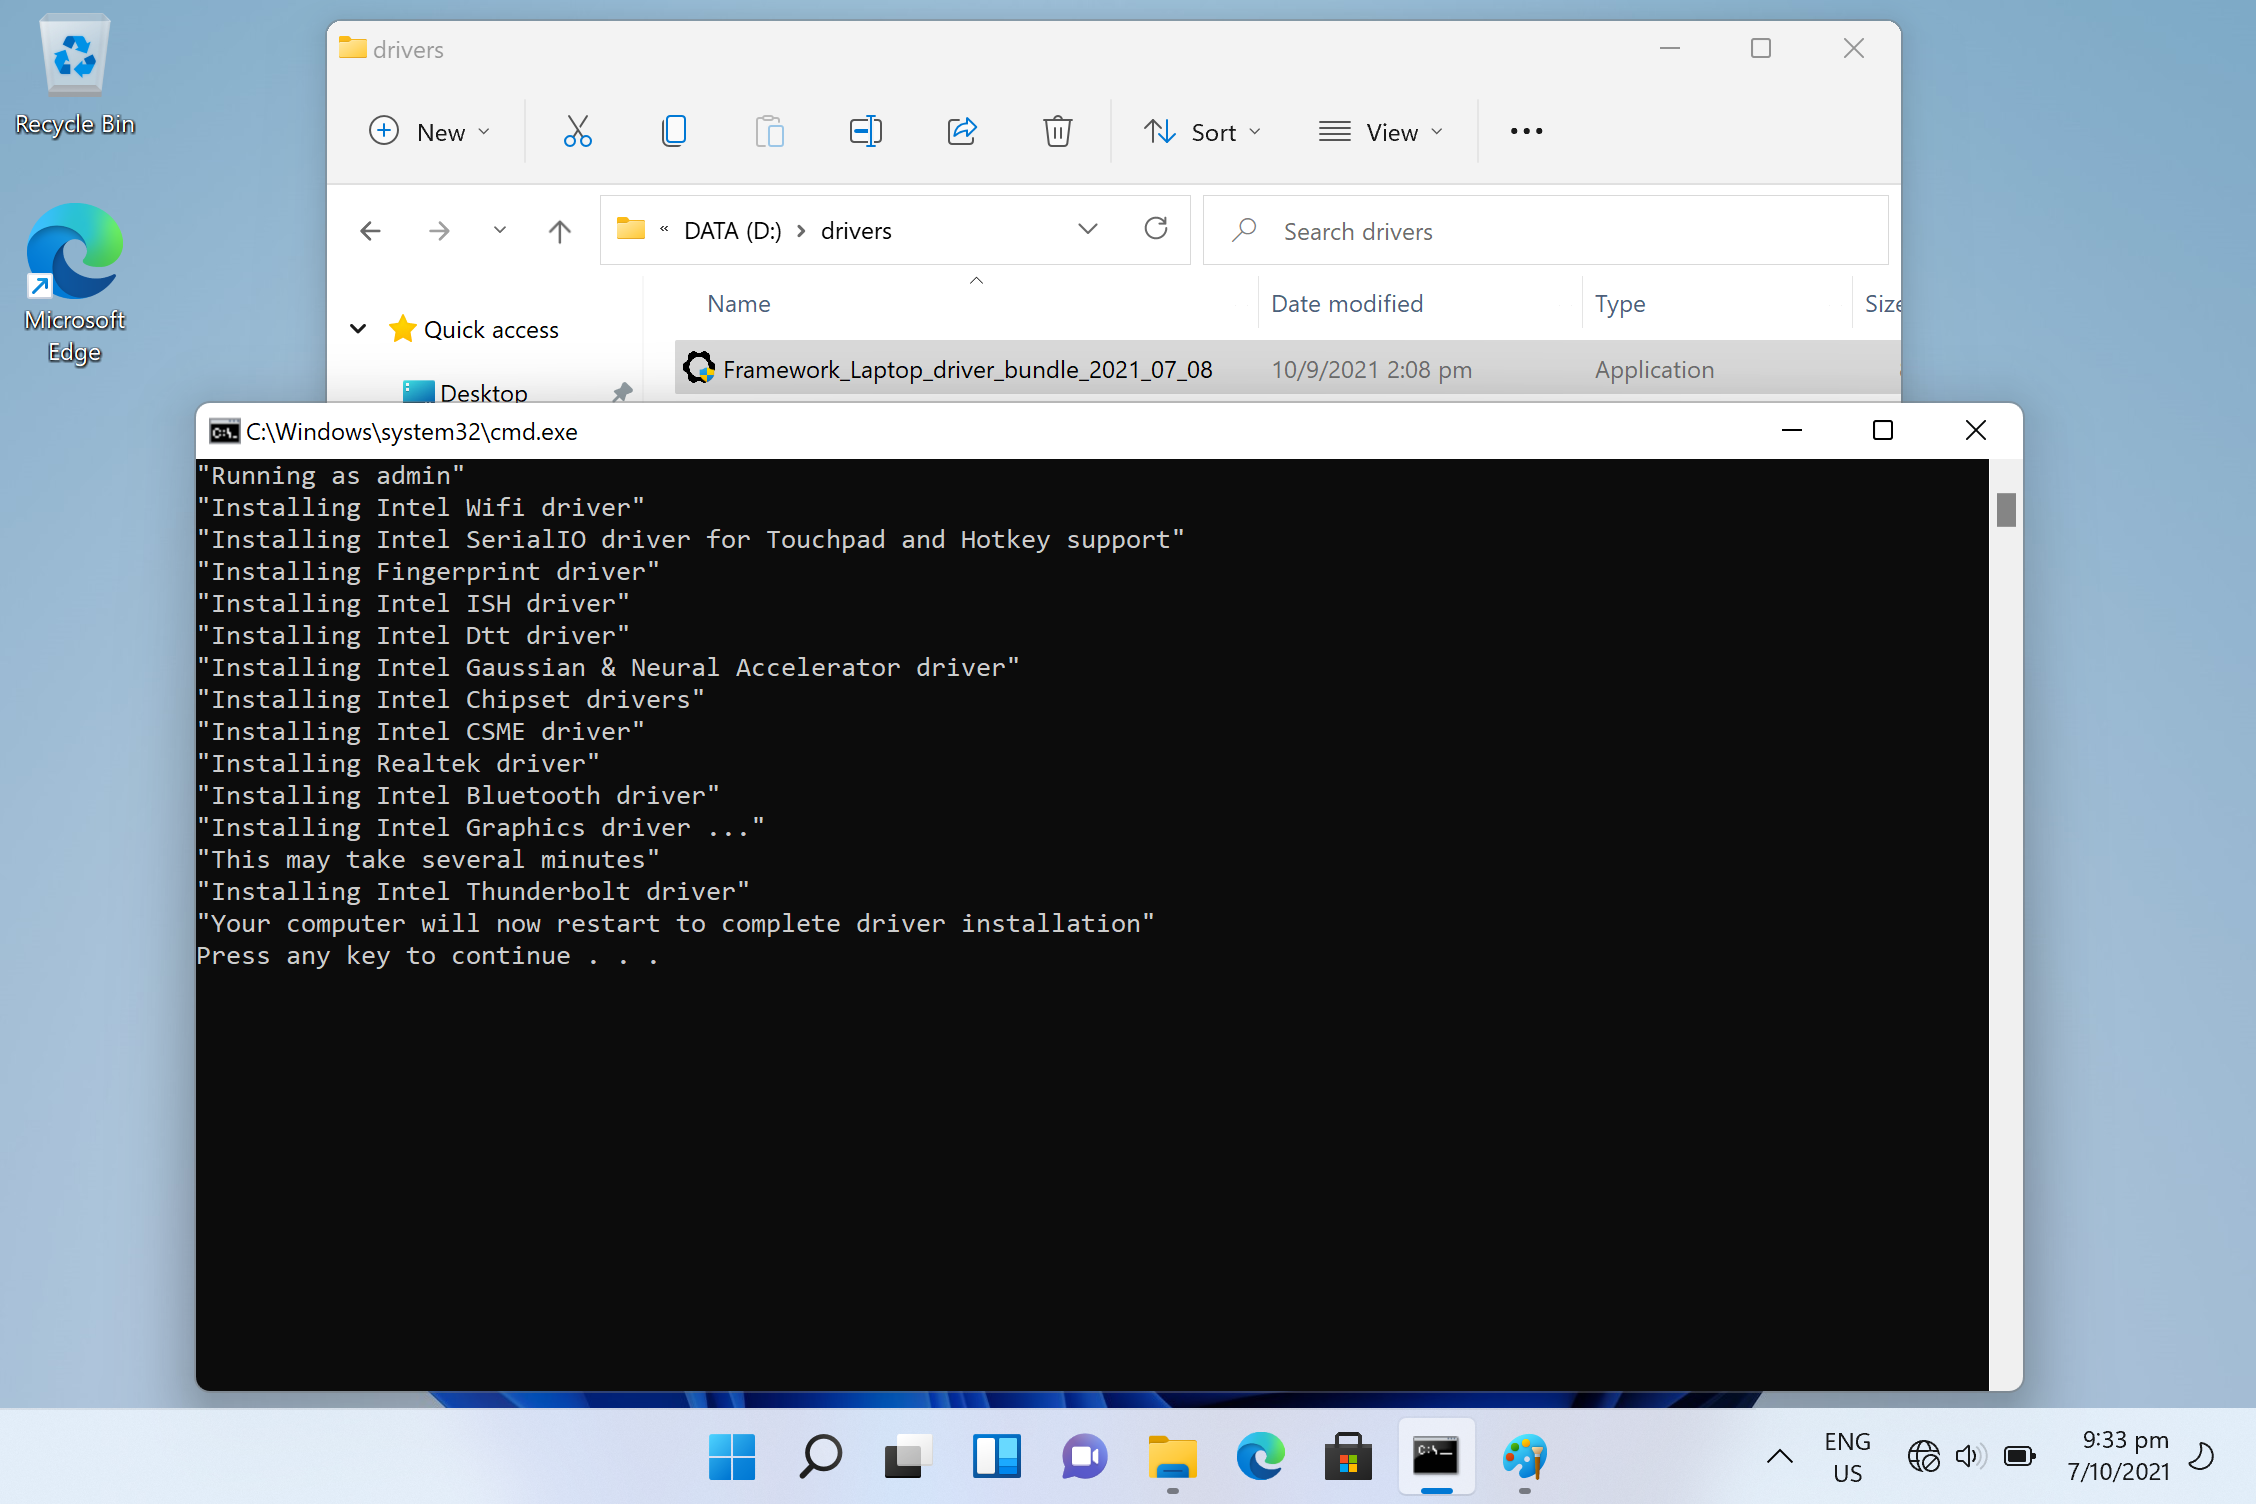 Recycle Bin
Microsoft
Edge
drivers
New
Sort
View
« DATA (D:) › drivers
Search drivers
Name
Date modified
Type
Quick access
Framework_Laptop_driver_bundle_2021_07_08
10/9/2021 2:08 pm
Application
Desktop
C:\Windows\system32\cmd.exe
"Running as admin"
"Installing Intel Wifi driver"
"Installing Intel SerialIO driver for Touchpad and Hotkey support"
"Installing Fingerprint driver"
"Installing Intel ISH driver"
"Installing Intel Dtt driver"
"Installing Intel Gaussian & Neural Accelerator driver"
"Installing Intel Chipset drivers"
"Installing Intel CSME driver"
"Installing Realtek driver"
"Installing Intel Bluetooth driver"
"Installing Intel Graphics driver ..."
"This may take several minutes"
"Installing Intel Thunderbolt driver"
"Your computer will now restart to complete driver installation"
Press any key to continue . . .
ENG
US
9:33 pm
7/10/2021